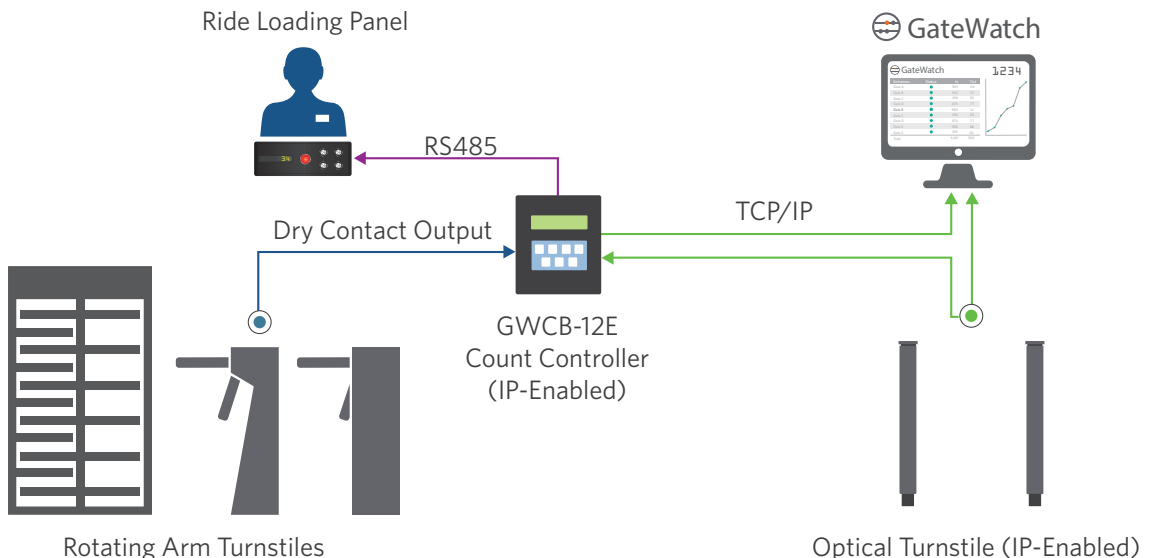 Ride Loading Panel
GateWatch
GateWatch
1234
34
RS485
TCP/IP
Dry Contact Output
GWCB-12E
Count Controller
(IP-Enabled)
Rotating Arm Turnstiles
Optical Turnstile (IP-Enabled)